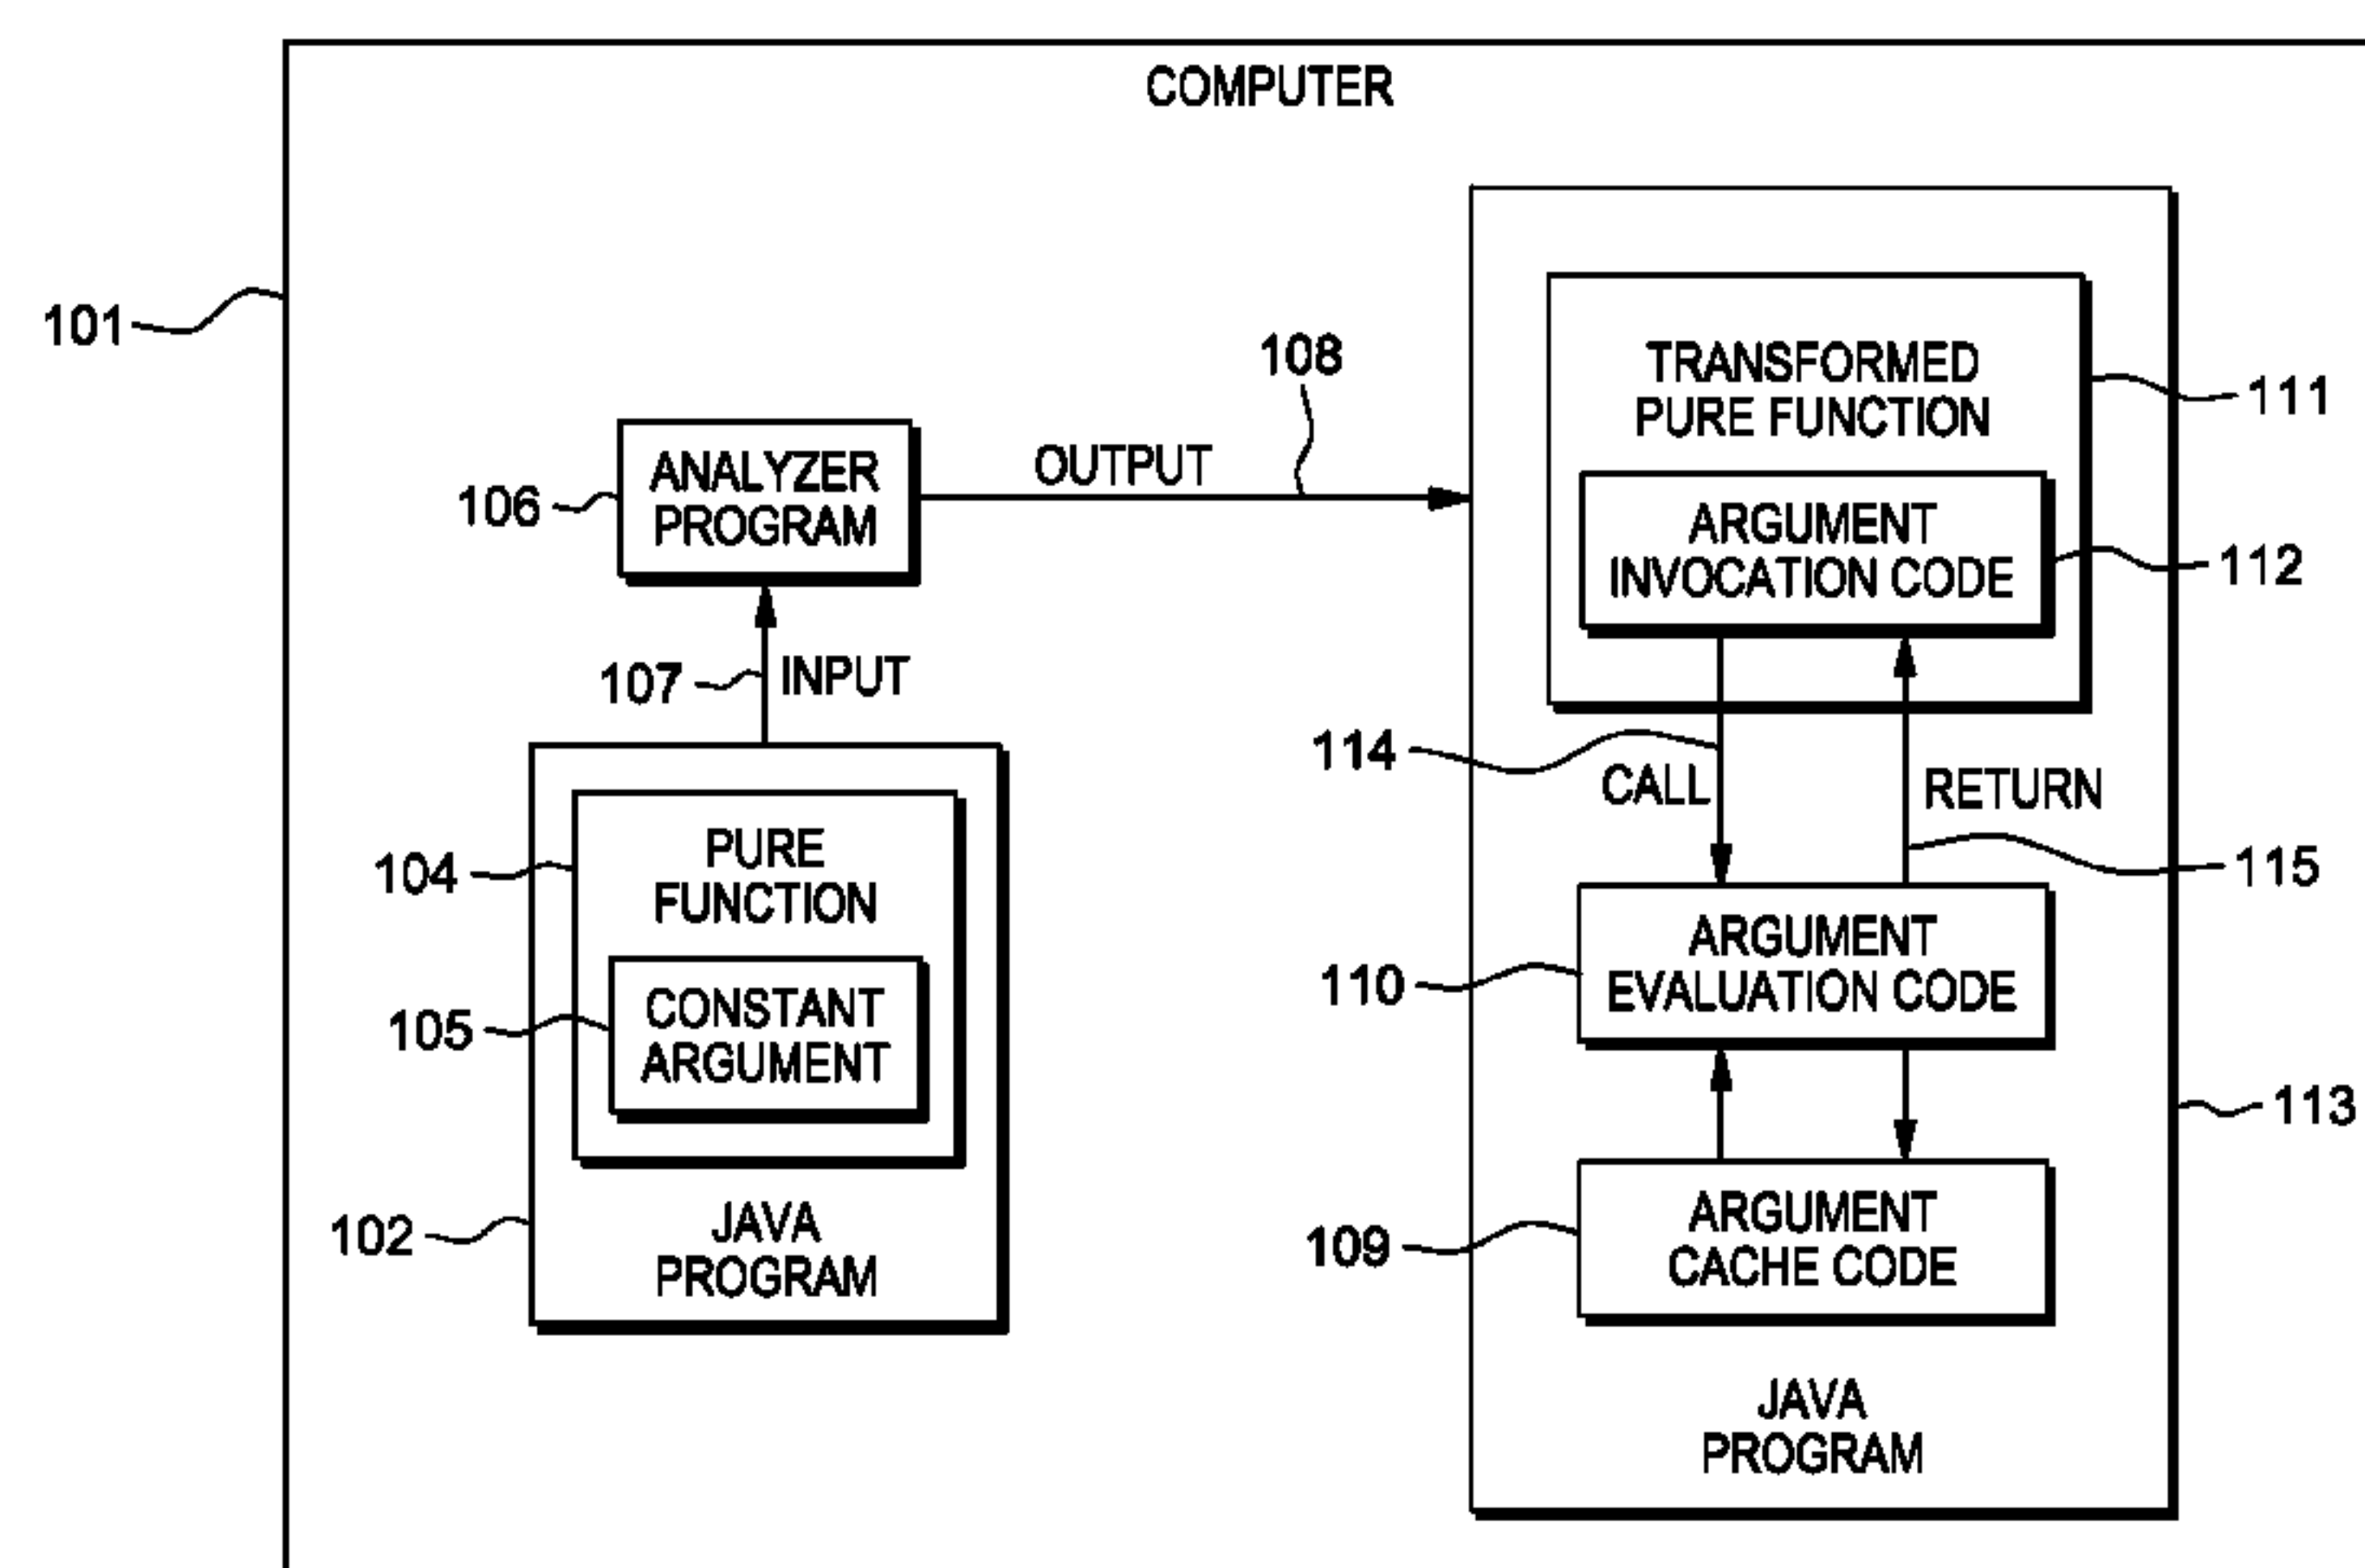 COMPUTER
101
108
TRANSFORMED
PURE FUNCTION
111
ANALYZER
PROGRAM
106
OUTPUT
ARGUMENT
INVOCATION CODE
112
107
INPUT
114
CALL
RETURN
115
104
PURE
FUNCTION
110
ARGUMENT
EVALUATION CODE
105
CONSTANT
ARGUMENT
113
102
JAVA
PROGRAM
109
ARGUMENT
CACHE CODE
JAVA
PROGRAM